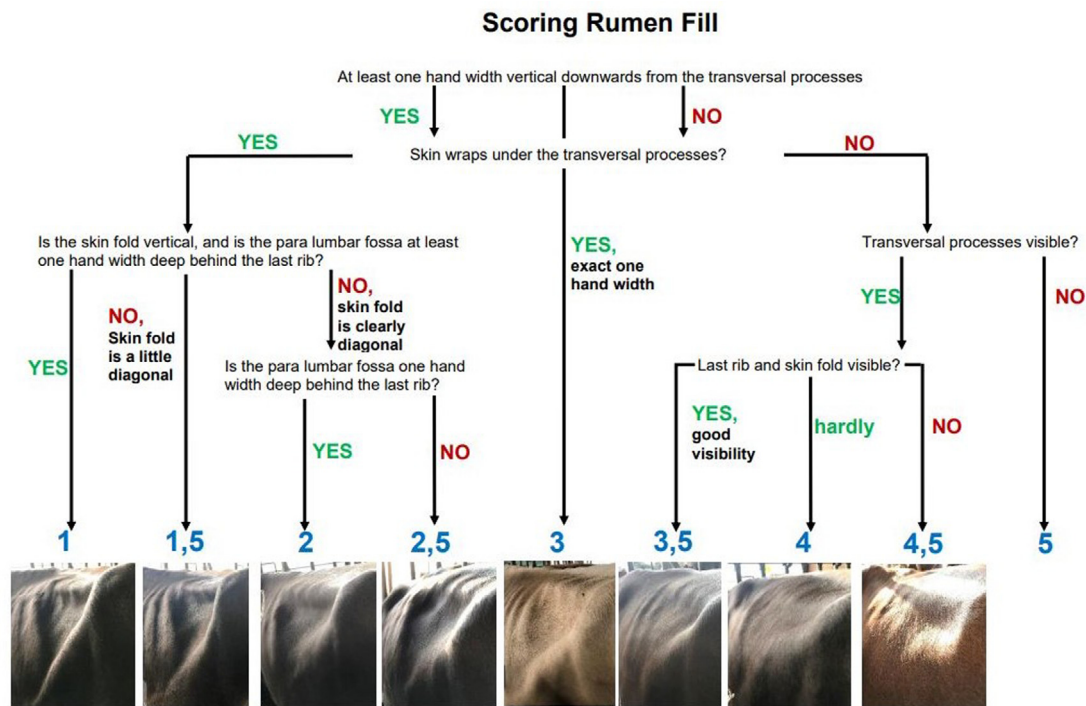 Scoring Rumen Fill
At least one hand width vertical downwards from the transversal processes
YES
NO
YES
Skin wraps under the transversal processes?
NO
Is the skin fold vertical, and is the para lumbar fossa at least
one hand width deep behind the last rib?
YES,
exact one
hand width
Transversal processes visible?
NO,
skin fold
is clearly
diagonal
YES
NO
NO,
Skin fold
is a little
diagonal
YES
Is the para lumbar fossa one hand
width deep behind the last rib?
Last rib and skin fold visible?
YES,
good
visibility
hardly
NO
YES
NO
1
1,5
2
2,5
3
3,5
4
4,5
5